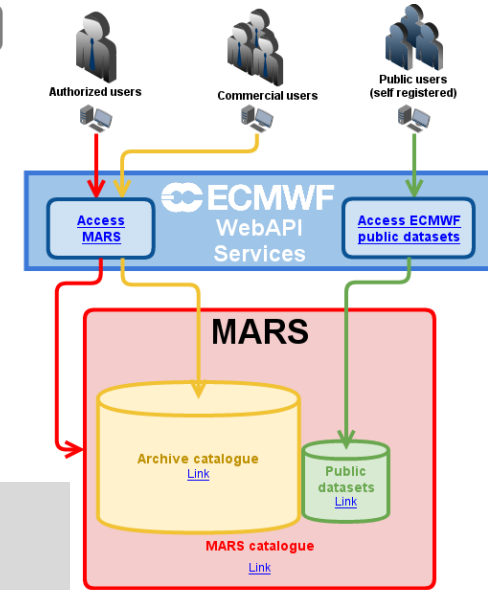 Authorized users
Commercial users
Public users
(self registered)
ECMWF
WebAPI
Services
Access
MARS
Access ECMWF
public datasets
MARS
Archive catalogue
Link
Public
datasets
Link
MARS catalogue
Link